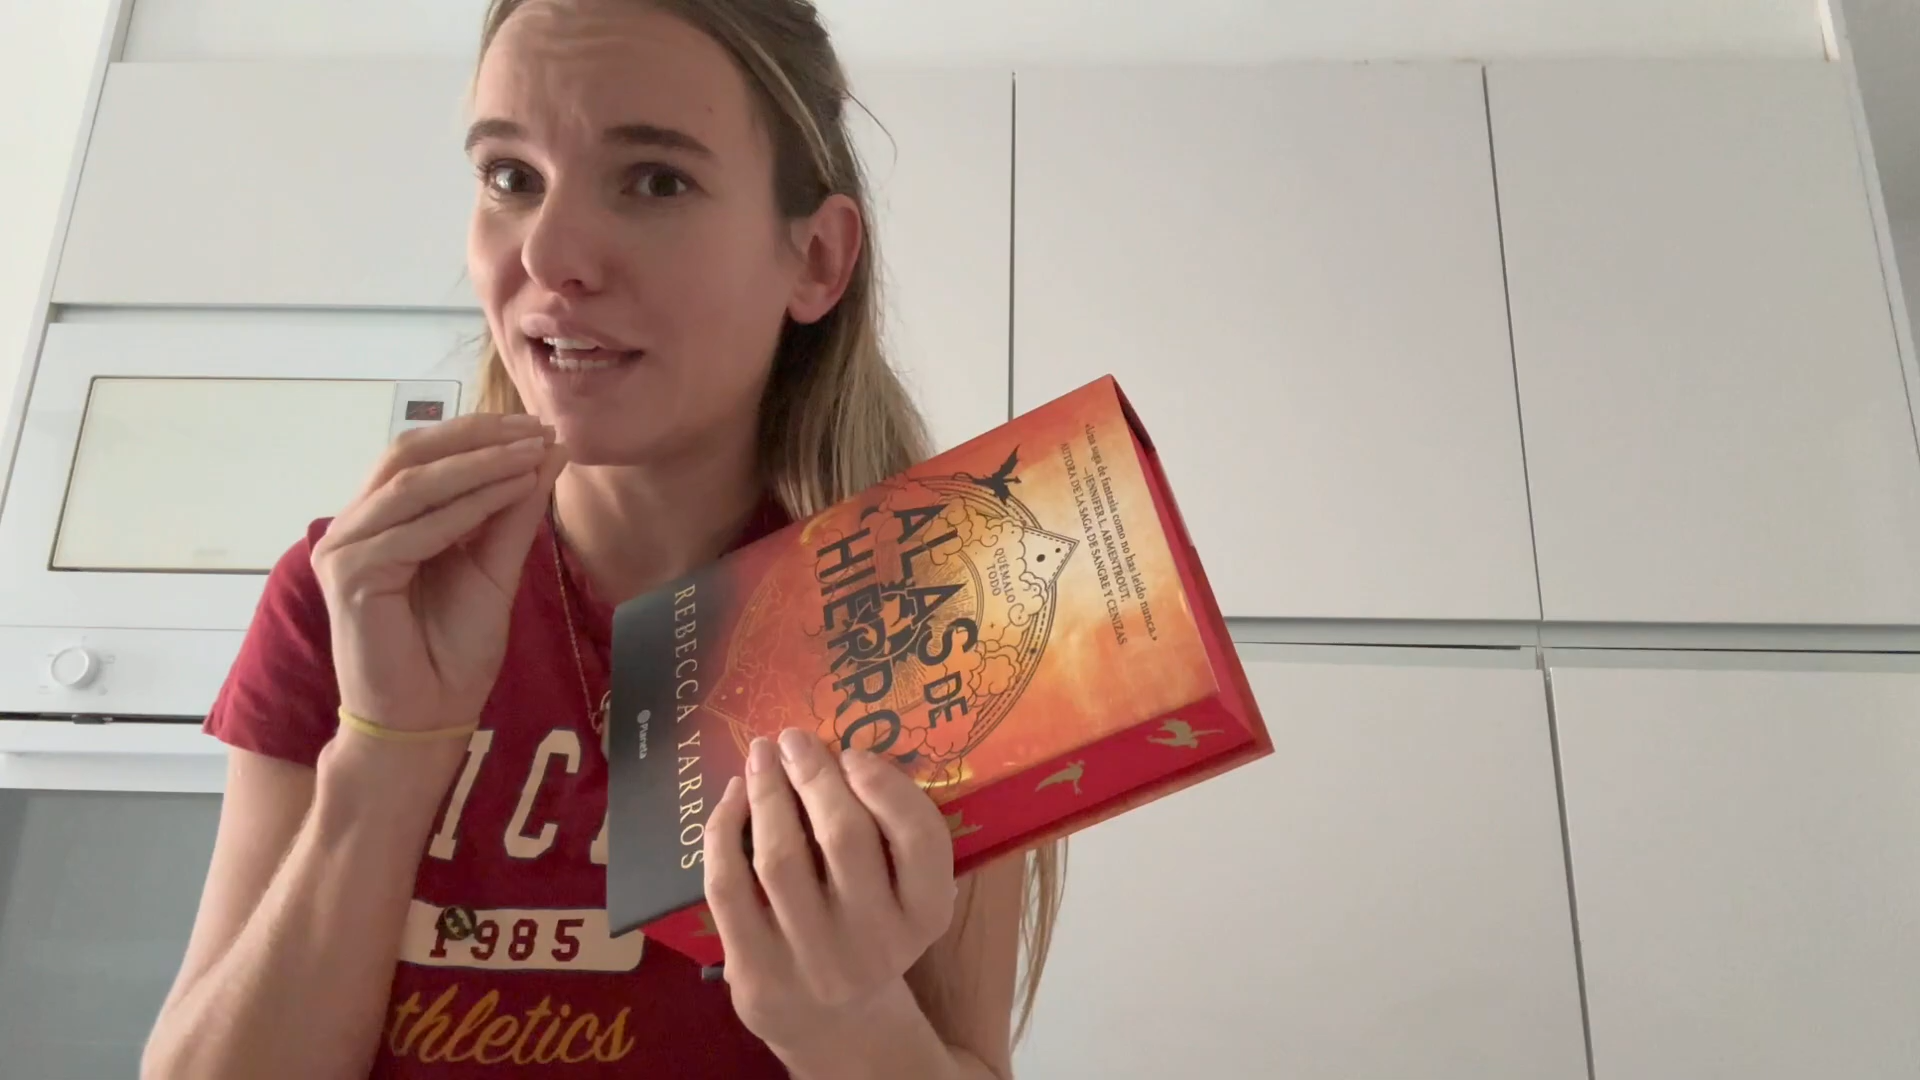 «Una saga de fantasía como no has leído nunca.»
—JENNIFER L. ARMENTROUT,
AUTORA DE LA SAGA DE SANGRE Y CENIZAS
QUÉMALO
TODO
ALAS DE
HIERRO
REBECCA YARROS
Planeta
1985
thletics